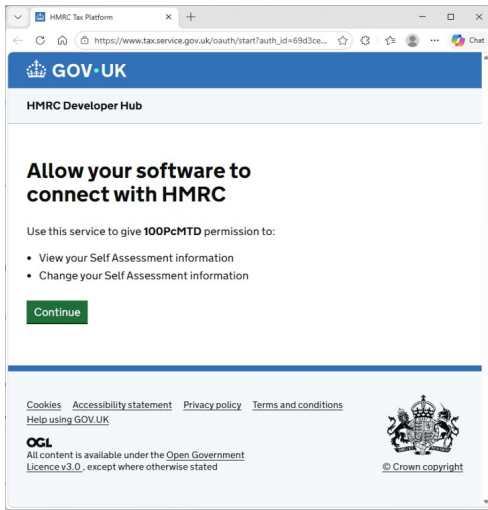 HMRC Tax Platform
https://www.tax.service.gov.uk/oauth/start?auth_id=69d3ce...
Chat
GOV·UK
HMRC Developer Hub
Allow your software to
connect with HMRC
Use this service to give 100PcMTD permission to:
• View your Self Assessment information
• Change your Self Assessment information
Continue
Cookies Accessibility statement Privacy policy Terms and conditions
Help using GOV.UK
OGL
All content is available under the Open Government
Licence v3.0 , except where otherwise stated
© Crown copyright